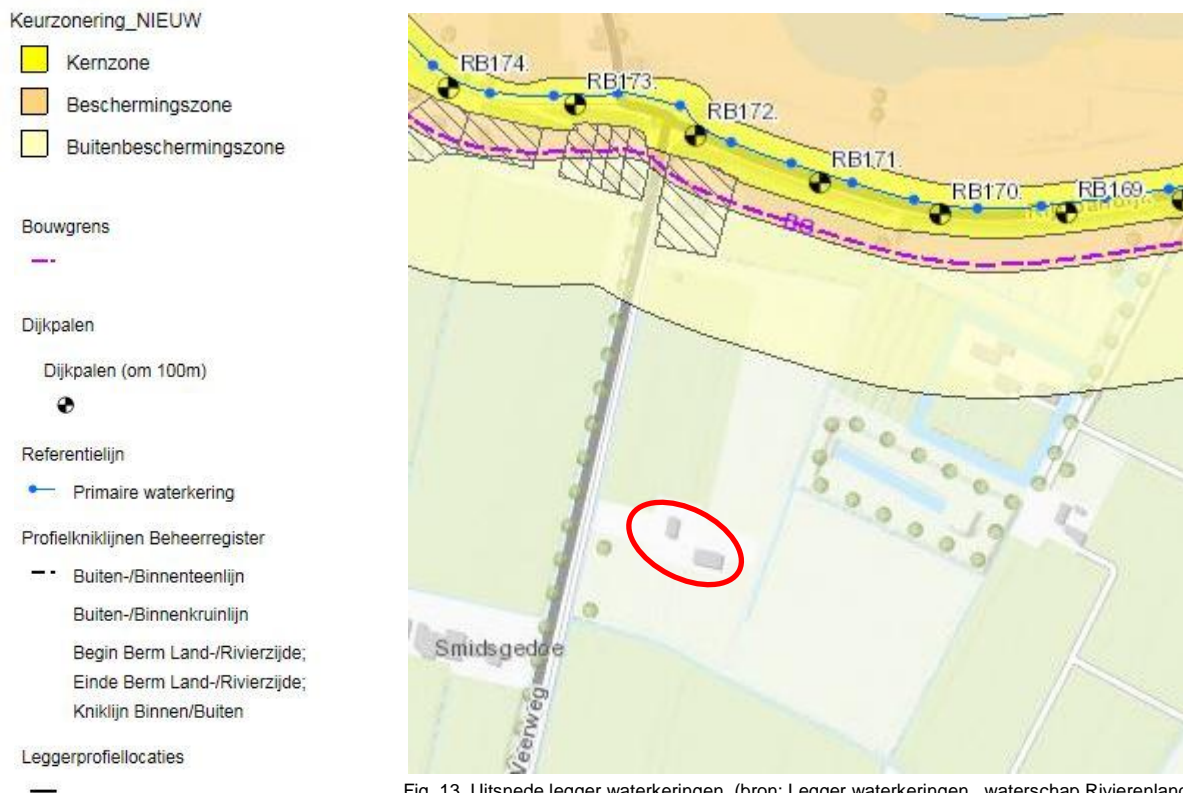 Keurzonering_NIEUW
Kernzone
Beschermingszone
Buitenbeschermingszone
Bouwgrens
Dijkpalen
Dijkpalen (om 100m)
Referentielijn
Primaire waterkering
Profielkniklijnen Beheerregister
Buiten-/Binnenteenlijn
Buiten-/Binnenkruinlijn
Begin Berm Land-/Rivierzijde;
Einde Berm Land-/Rivierzijde;
Kniklijn Binnen/Buiten
Leggerprofiellocaties
RB174.
RB173.
RB172.
RB171.
RB170.
RB169.
BG
Smidsgedoe
Veerweg
Fig. 13. Uitsnede legger waterkeringen (bron: Legger waterkeringen, waterschap Rivierenland